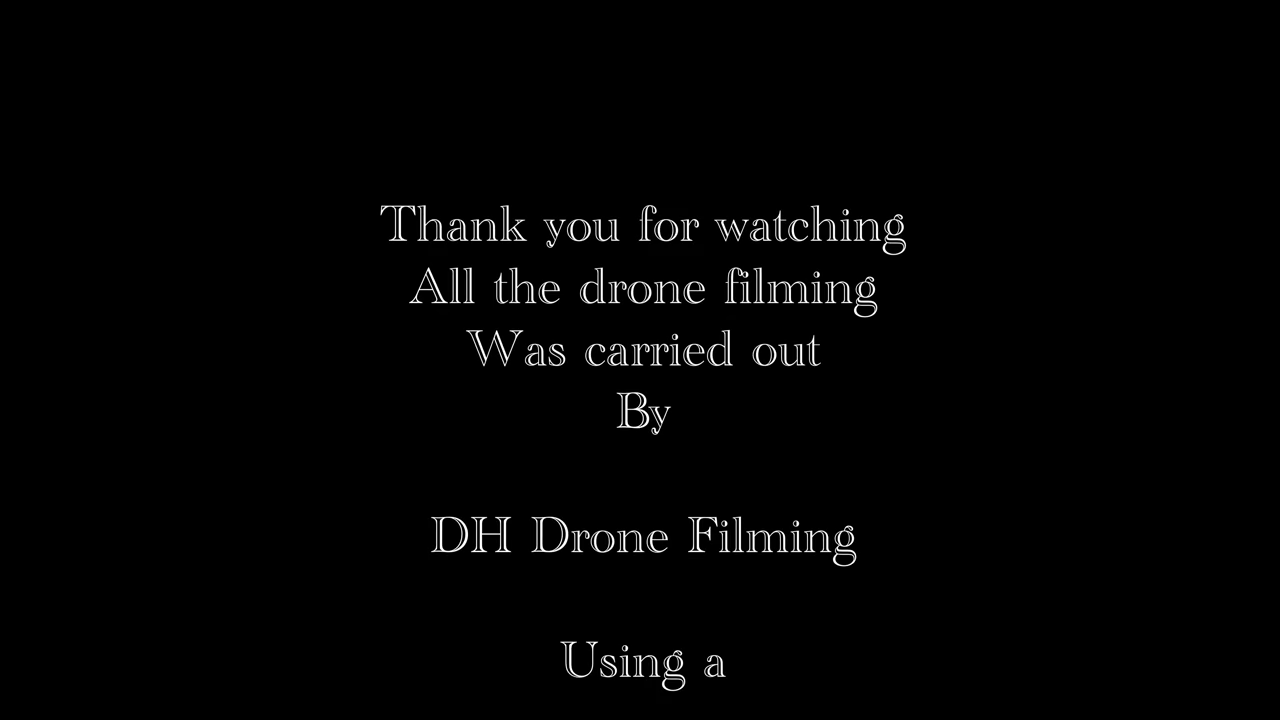 Thank you for watching
All the drone filming
Was carried out
By
DH Drone Filming
Using a